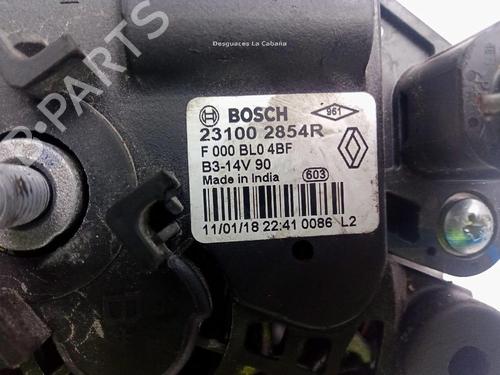 Desguaces La Cabaña
BOSCH
961
23100 2854R
F 000 BL0 4BF
B3-14V 90
Made in India
603
11/01/18 22:41 0086 L2
B-PARTS